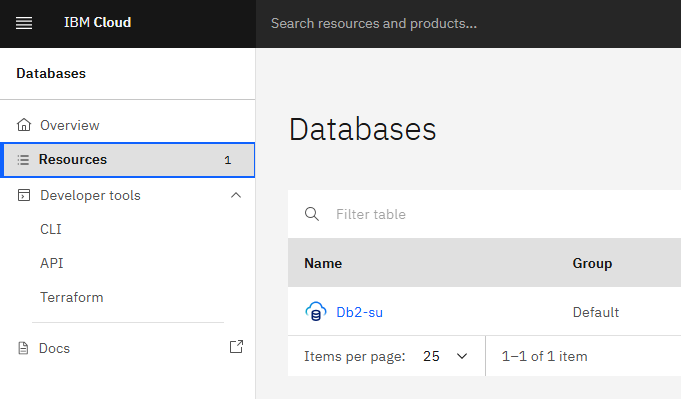 IBM Cloud
Search resources and products...
Databases
Overview
Resources 1
Developer tools
CLI
API
Terraform
Docs
Databases
Filter table
Name Group
Db2-su Default
Items per page: 25 1–1 of 1 item